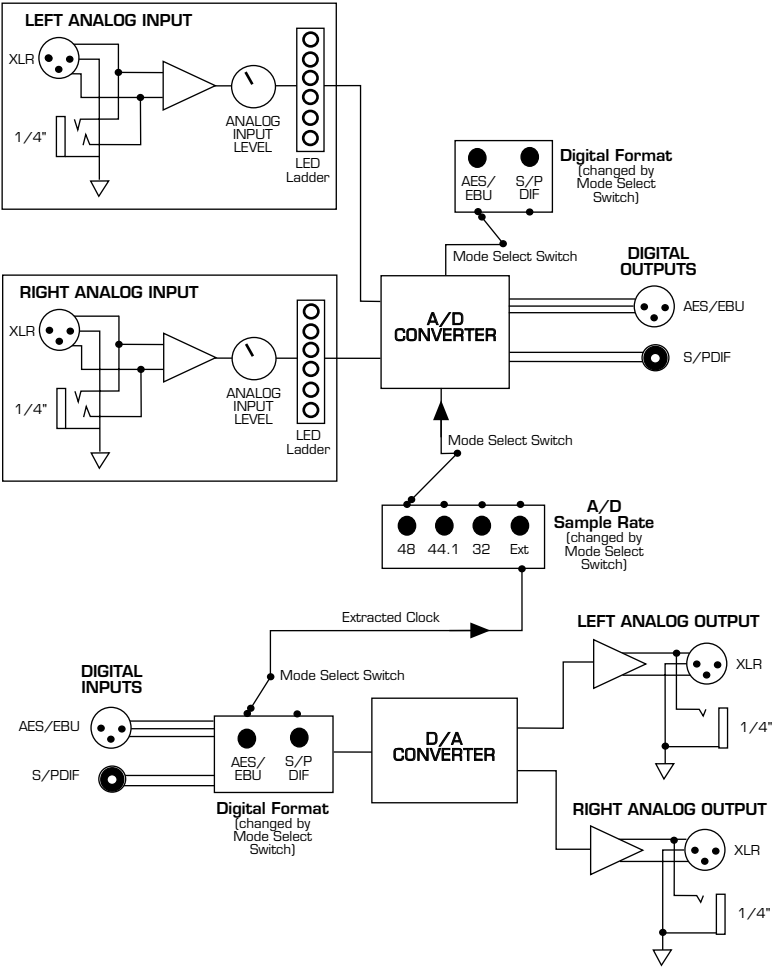 LEFT ANALOG INPUT
XLR
1/4"
ANALOG
INPUT
LEVEL
LED
Ladder
Digital Format
(changed by
Mode Select
Switch)
AES/
EBU
S/P
DIF
Mode Select Switch
RIGHT ANALOG INPUT
XLR
1/4"
ANALOG
INPUT
LEVEL
LED
Ladder
A/D
CONVERTER
DIGITAL
OUTPUTS
AES/EBU
S/PDIF
Mode Select Switch
A/D
Sample Rate
(changed by
Mode Select
Switch)
48
44.1
32
Ext
Extracted Clock
Mode Select Switch
DIGITAL
INPUTS
AES/EBU
S/PDIF
AES/
EBU
S/P
DIF
Digital Format
(changed by
Mode Select
Switch)
D/A
CONVERTER
LEFT ANALOG OUTPUT
XLR
1/4"
RIGHT ANALOG OUTPUT
XLR
1/4"